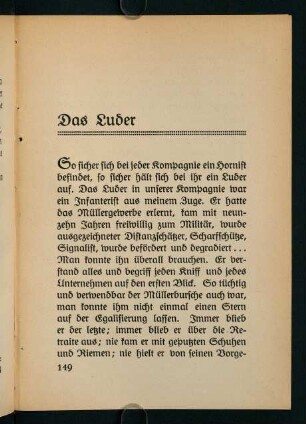 Das Luder
So sicher sich bei jeder Kompagnie ein Hornist
befindet, so sicher hält sich bei ihr ein Luder
auf. Das Luder in unserer Kompagnie war
ein Infanterist aus meinem Zuge. Er hatte
das Müllergewerbe erlernt, kam mit neun-
zehn Jahren freiwillig zum Militär, wurde
ausgezeichneter Distanzschätzer, Scharfschütze,
Signalist, wurde befördert und degradiert...
Man konnte ihn überall brauchen. Er ver-
stand alles und begriff jeden Kniff und jedes
Unternehmen auf den ersten Blick. So tüchtig
und verwendbar der Müllerbursche auch war,
man konnte ihm nicht einmal einen Stern
auf der Egalisierung lassen. Immer blieb
er der letzte; immer blieb er über die Re-
traite aus; nie kam er mit geputzten Schuhen
und Riemen; nie hielt er von seinen Vorge-
149